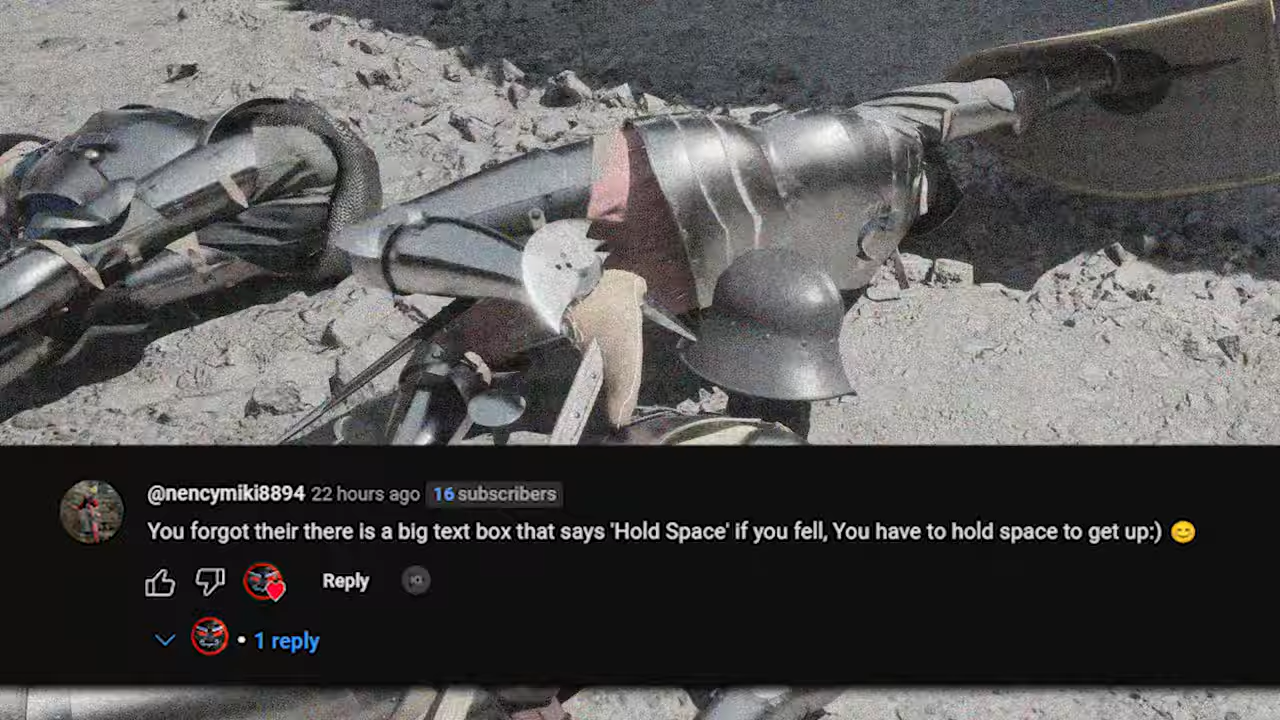 @nencymiki8894 22 hours ago 16 subscribers
You forgot their there is a big text box that says 'Hold Space' if you fell, You have to hold space to get up:) 😊
Reply
• 1 reply